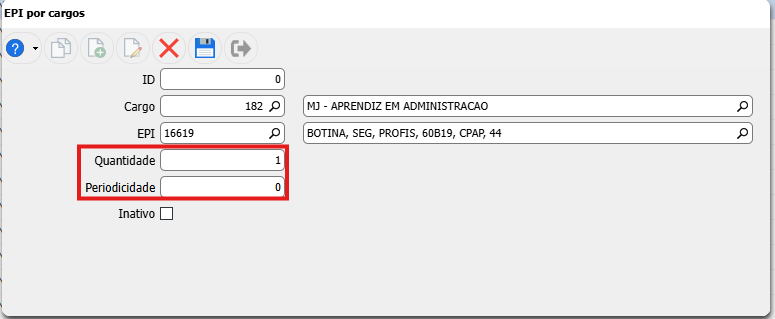 EPI por cargos
?
ID 0
Cargo 182 MJ - APRENDIZ EM ADMINISTRACAO
EPI 16619 BOTINA, SEG, PROFIS, 60B19, CPAP, 44
Quantidade 1
Periodicidade 0
Inativo